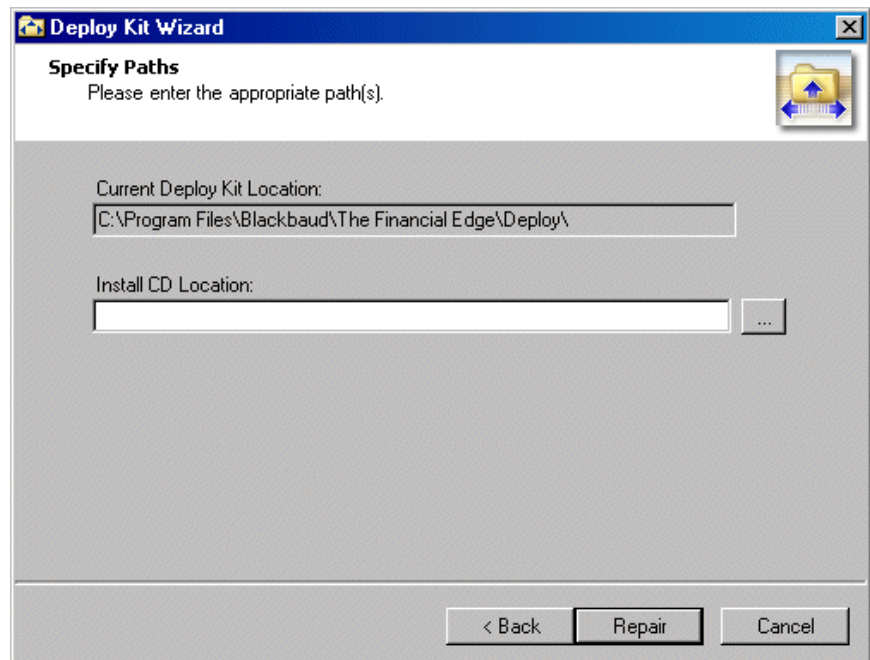 Deploy Kit Wizard
Specify Paths
Please enter the appropriate path(s).
Current Deploy Kit Location:
C:\Program Files\Blackbaud\The Financial Edge\Deploy\
Install CD Location:
...
< Back
Repair
Cancel